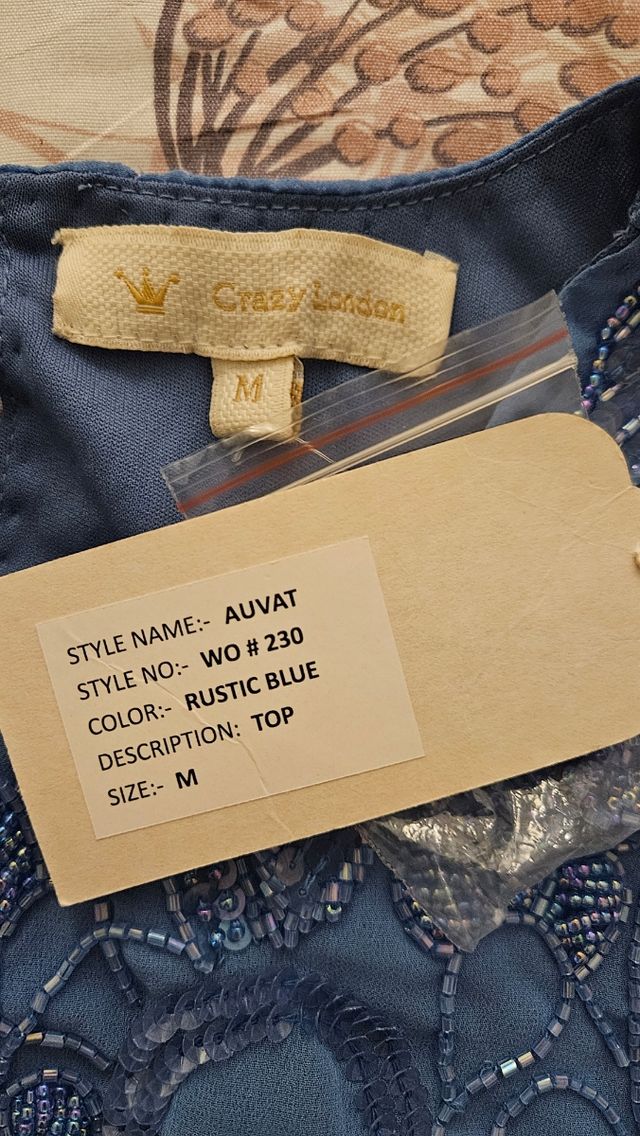 Crazy London
M
STYLE NAME:- AUVAT
STYLE NO:- WO # 230
COLOR:- RUSTIC BLUE
DESCRIPTION: TOP
SIZE:- M